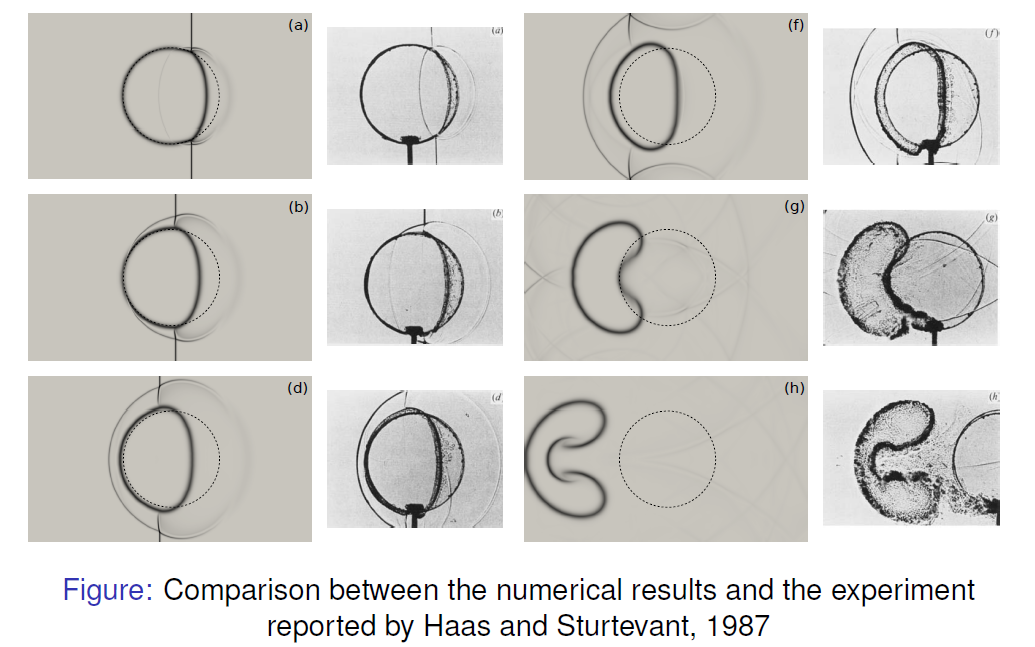 (a)
(a)
(f)
(f)
(b)
(b)
(g)
(g)
(d)
(d
(h)
(h
Figure: Comparison between the numerical results and the experiment
reported by Haas and Sturtevant, 1987